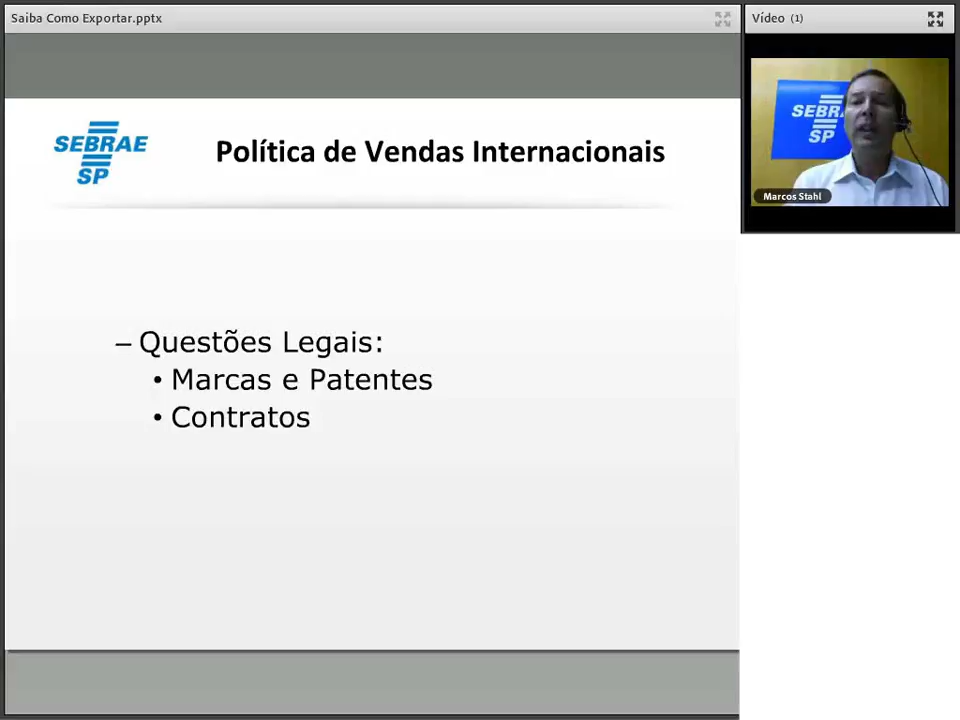 Saiba Como Exportar.pptx
Vídeo (1)
SEBRAE
SP
Política de Vendas Internacionais
SEBRA
SP
Marcos Stahl
– Questões Legais:
• Marcas e Patentes
• Contratos